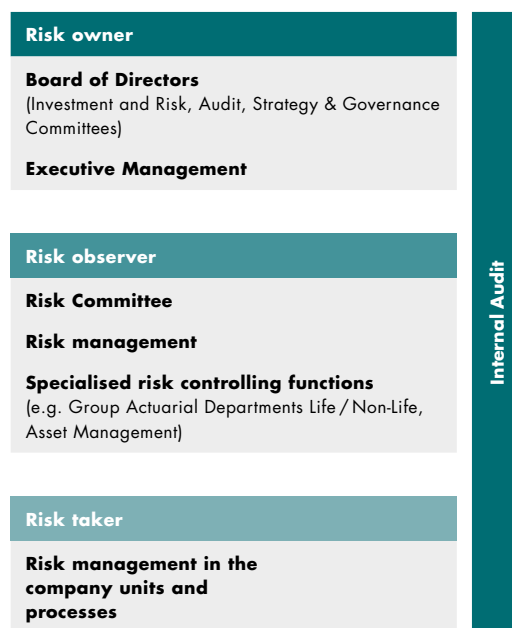 Risk owner
Board of Directors
(Investment and Risk, Audit, Strategy & Governance
Committees)
Executive Management
Risk observer
Risk Committee
Risk management
Specialised risk controlling functions
(e.g. Group Actuarial Departments Life / Non-Life,
Asset Management)
Risk taker
Risk management in the
company units and
processes
Internal Audit